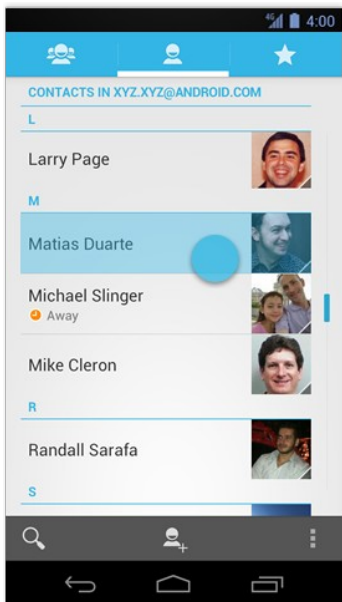 4G 4:00
CONTACTS IN XYZ.XYZ@ANDROID.COM
L
Larry Page
M
Matias Duarte
Michael Slinger
Away
Mike Cleron
R
Randall Sarafa
S